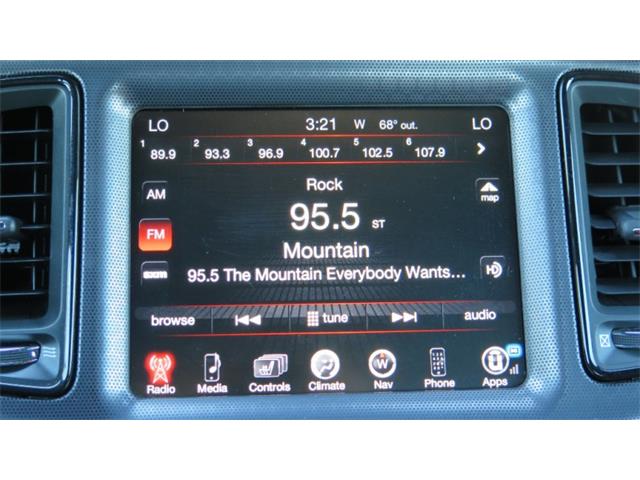 LO 3:21 W 68° out. LO
1 89.9 2 93.3 3 96.9 4 100.7 5 102.5 6 107.9
Rock
AM
map
95.5 ST
FM
Mountain
sxm 95.5 The Mountain Everybody Wants... HD
browse tune audio
Radio Media Controls Climate Nav Phone Apps